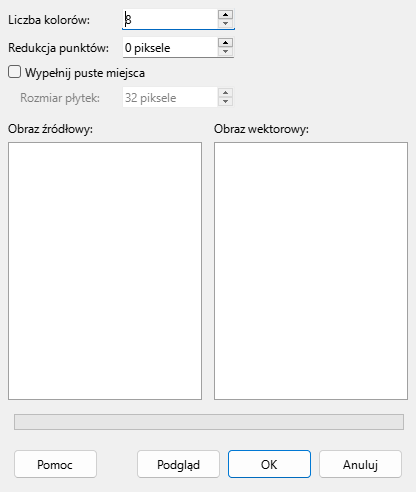 Liczba kolorów: 8
Redukcja punktów: 0 piksele
Wypełnij puste miejsca
Rozmiar płytek: 32 piksele
Obraz źródłowy: Obraz wektorowy:
Pomoc Podgląd OK Anuluj